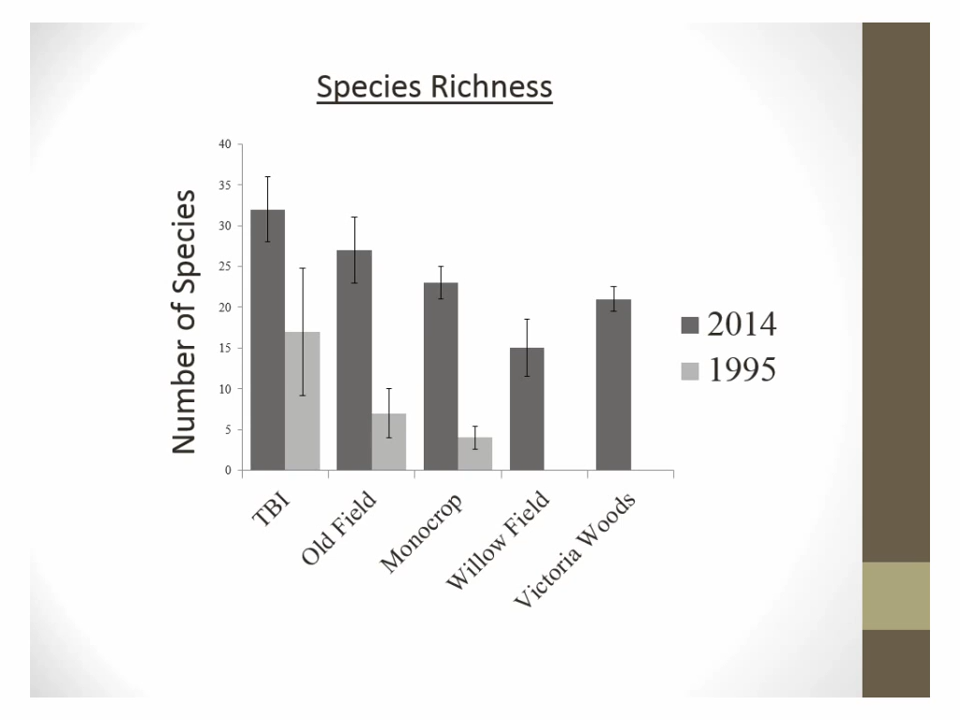 Species Richness
Number of Species
40
35
30
25
20
15
10
5
0
TBI
Old Field
Monocrop
Willow Field
Victoria Woods
2014
1995